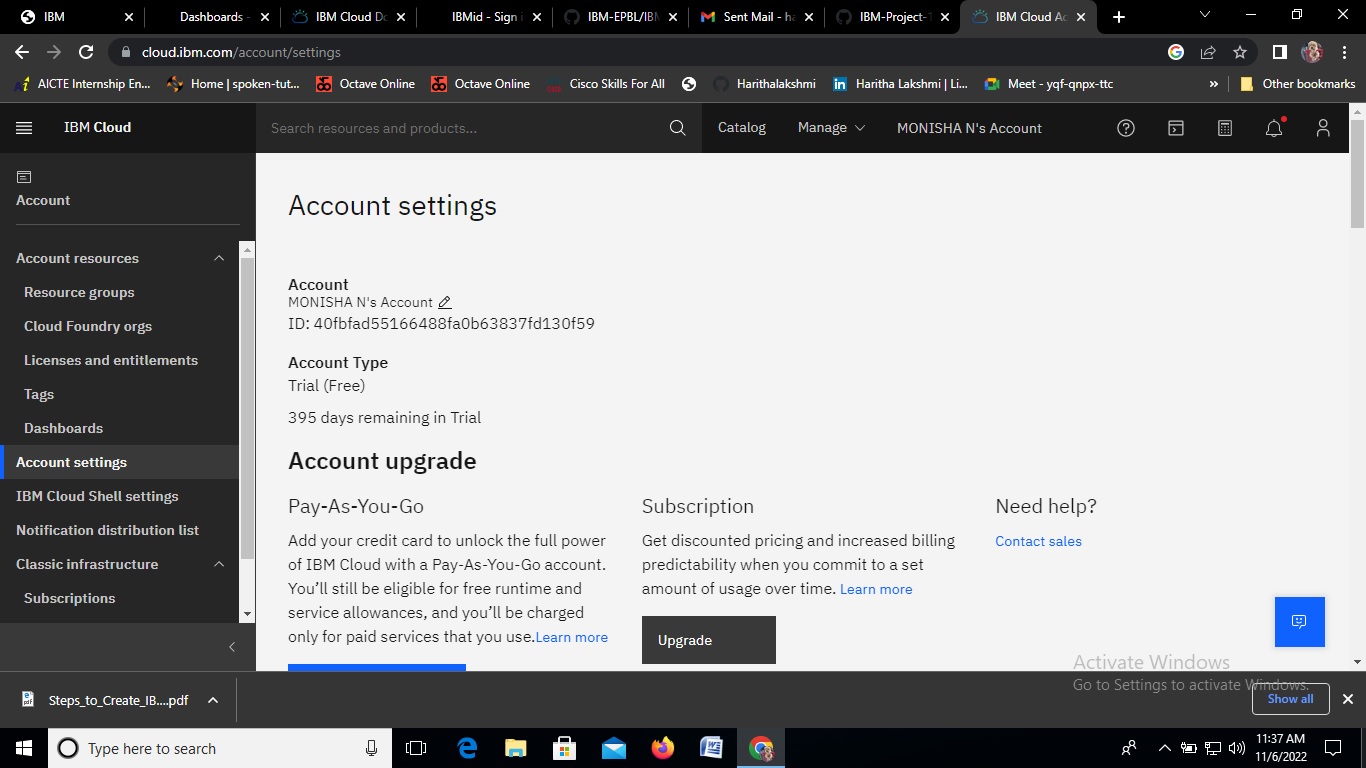 IBM
Dashboards -
IBM Cloud Do
IBMid - Sign i
IBM-EPBL/IBM
Sent Mail - ha
IBM-Project-
IBM Cloud Ac
cloud.ibm.com/account/settings
AICTE Internship En...
Home | spoken-tut...
Octave Online
Octave Online
Cisco Skills For All
Harithalakshmi
Haritha Lakshmi | Li...
Meet - yqf-qnpx-ttc
»
Other bookmarks
IBM Cloud
Search resources and products...
Catalog
Manage
MONISHA N's Account
Account
Account resources
Resource groups
Cloud Foundry orgs
Licenses and entitlements
Tags
Dashboards
Account settings
IBM Cloud Shell settings
Notification distribution list
Classic infrastructure
Subscriptions
Account settings
Account
MONISHA N's Account
ID: 40fbfad55166488fa0b63837fd130f59
Account Type
Trial (Free)
395 days remaining in Trial
Account upgrade
Pay-As-You-Go
Add your credit card to unlock the full power
of IBM Cloud with a Pay-As-You-Go account.
You’ll still be eligible for free runtime and
service allowances, and you’ll be charged
only for paid services that you use.Learn more
Subscription
Get discounted pricing and increased billing
predictability when you commit to a set
amount of usage over time. Learn more
Upgrade
Need help?
Contact sales
Activate Windows
Go to Settings to activate Windows.
Steps_to_Create_IB....pdf
Show all
Type here to search
11:37 AM
11/6/2022